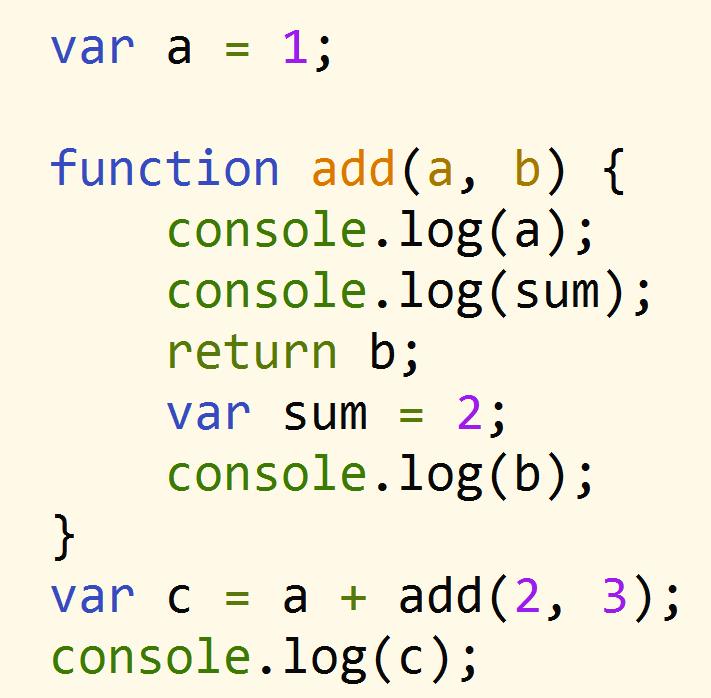 var a = 1;

function add(a, b) {
    console.log(a);
    console.log(sum);
    return b;
    var sum = 2;
    console.log(b);
}
var c = a + add(2, 3);
console.log(c);